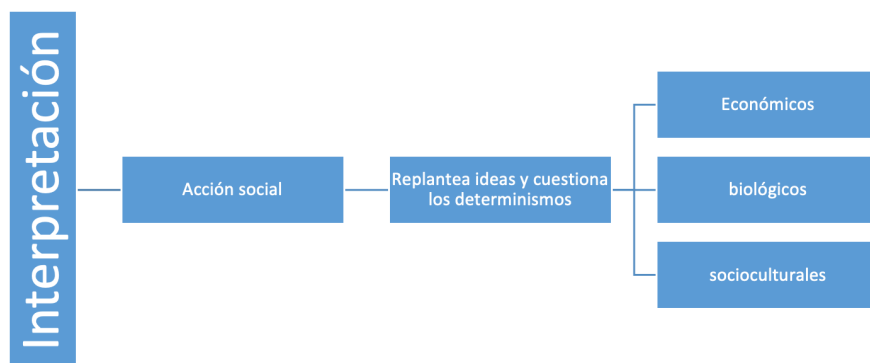 Interpretación
Acción social
Replantea ideas y cuestiona
los determinismos
Económicos
biológicos
socioculturales